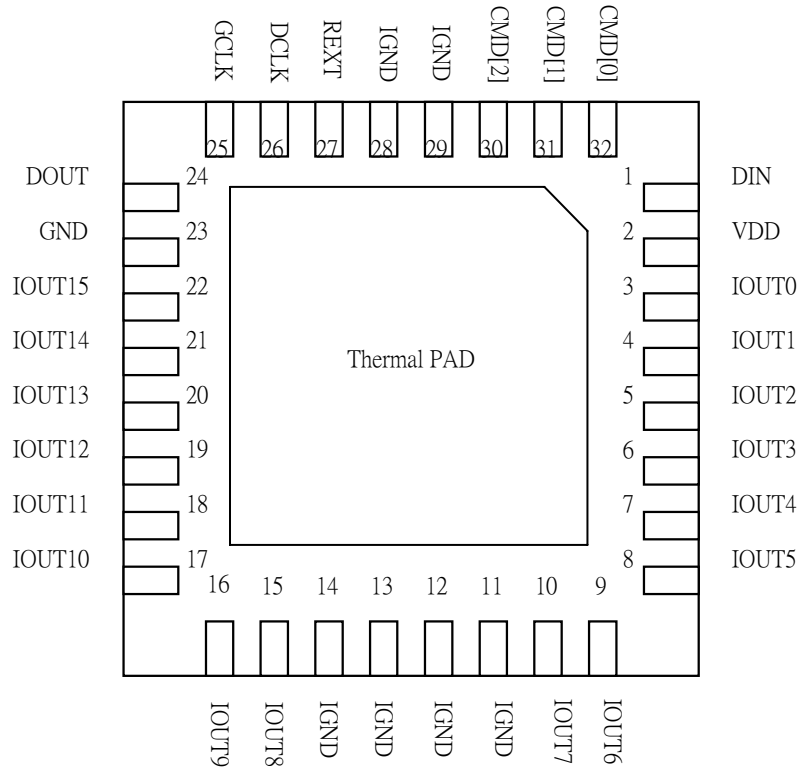 GCLK DCLK REXT IGND IGND CMD[2] CMD[1] CMD[0]
25 26 27 28 29 30 31 32
DOUT 24 1 DIN
GND 23 2 VDD
IOUT15 22 3 IOUT0
IOUT14 21 4 IOUT1
Thermal PAD
IOUT13 20 5 IOUT2
IOUT12 19 6 IOUT3
IOUT11 18 7 IOUT4
IOUT10 17 8 IOUT5
16 15 14 13 12 11 10 9
IOUT9 IOUT8 IGND IGND IGND IGND IOUT7 IOUT6